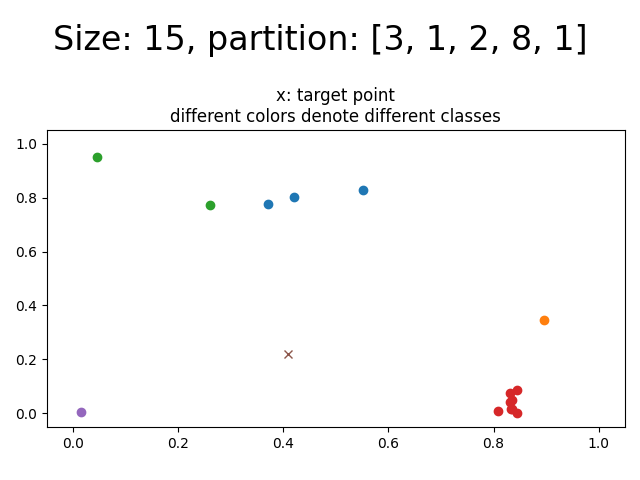 Size: 15, partition: [3, 1, 2, 8, 1]
x: target point
different colors denote different classes
1.0
0.8
0.6
0.4
0.2
0.0
0.0 0.2 0.4 0.6 0.8 1.0